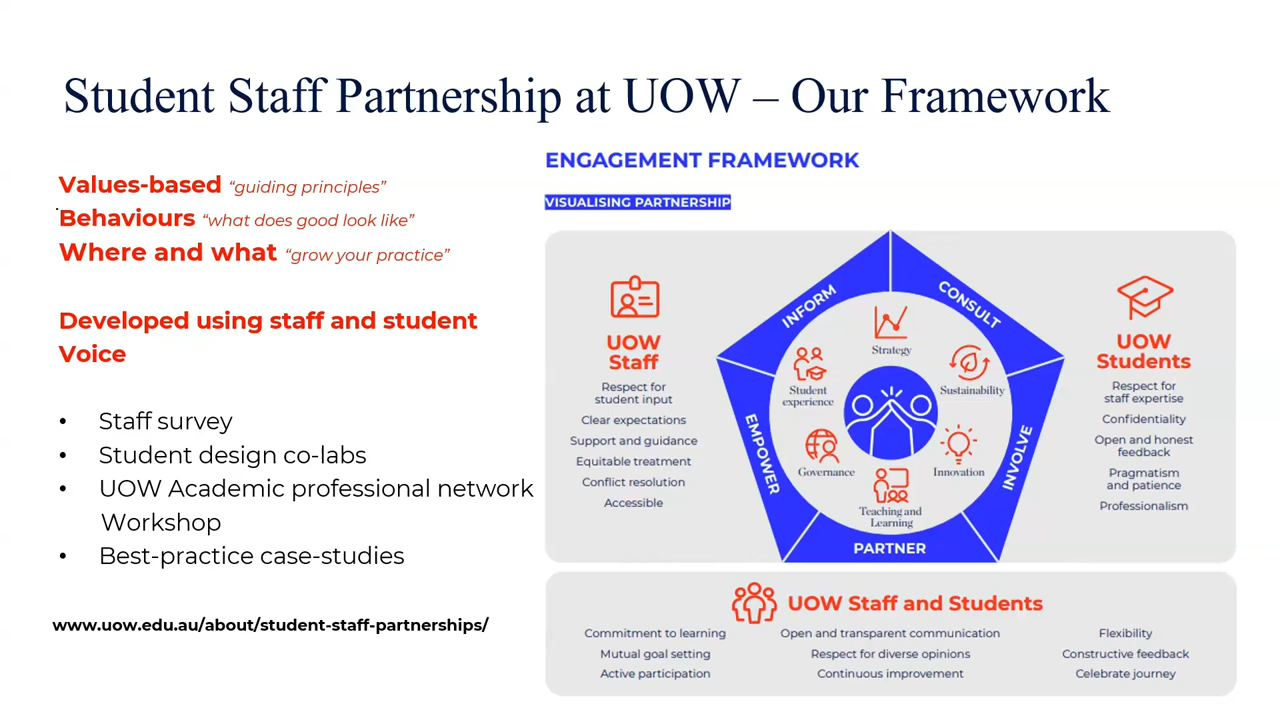 Student Staff Partnership at UOW – Our Framework
Values-based “guiding principles”
Behaviours “what does good look like”
Where and what “grow your practice”
Developed using staff and student
Voice
• Staff survey
• Student design co-labs
• UOW Academic professional network
Workshop
• Best-practice case-studies
www.uow.edu.au/about/student-staff-partnerships/
ENGAGEMENT FRAMEWORK
VISUALISING PARTNERSHIP
UOW
Staff
Respect for
student input
Clear expectations
Support and guidance
Equitable treatment
Conflict resolution
Accessible
INFORM
CONSULT
INVOLVE
PARTNER
EMPOWER
Strategy
Sustainability
Innovation
Teaching and
Learning
Governance
Student
experience
UOW
Students
Respect for
staff expertise
Confidentiality
Open and honest
feedback
Pragmatism
and patience
Professionalism
UOW Staff and Students
Commitment to learning
Mutual goal setting
Active participation
Open and transparent communication
Respect for diverse opinions
Continuous improvement
Flexibility
Constructive feedback
Celebrate journey